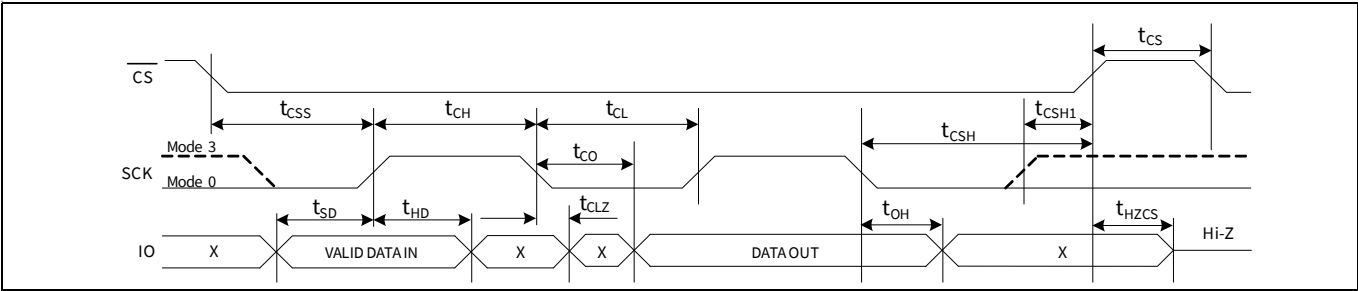 tCS
CS
tCSS tCH tCL tCSH tCSH1
Mode 3
tCO
SCK
Mode 0
tSD tHD tCLZ tOH tHZCS
Hi-Z
IO X VALID DATA IN X X DATA OUT X